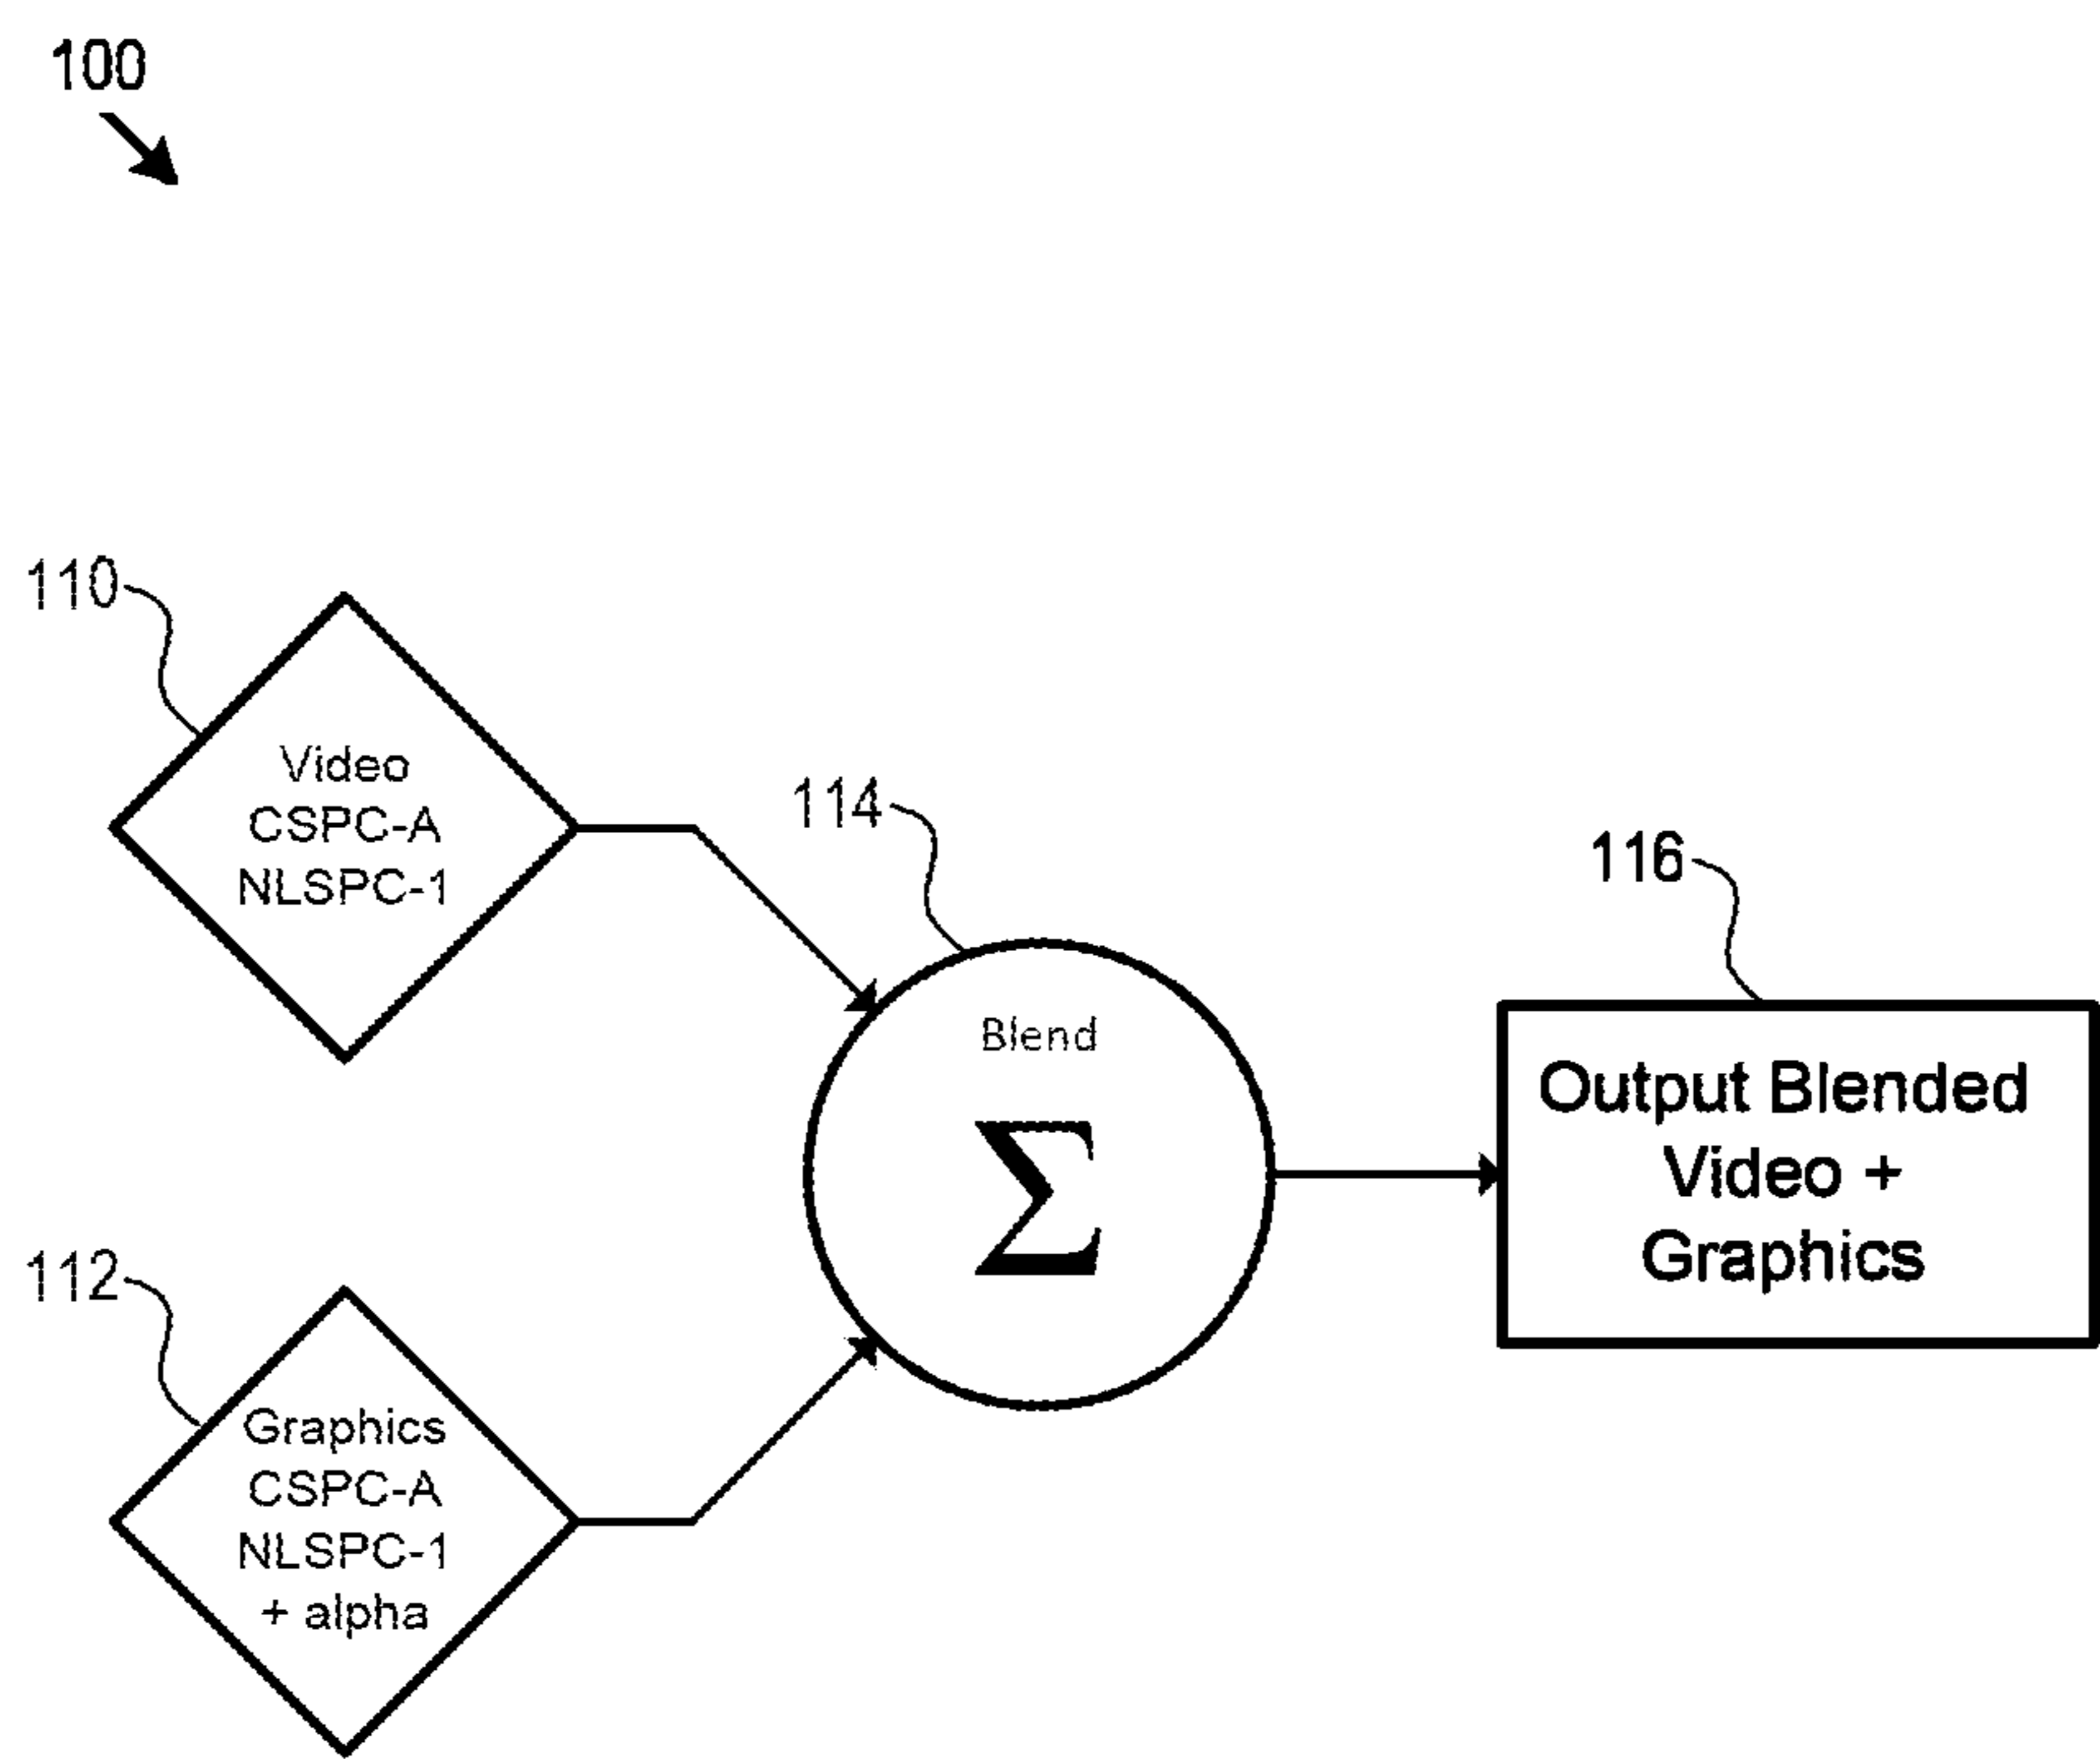 100
110
Video
CSPC-A
NLSPC-1
114
Blend
Σ
116
Output Blended
Video +
Graphics
112
Graphics
CSPC-A
NLSPC-1
+ alpha